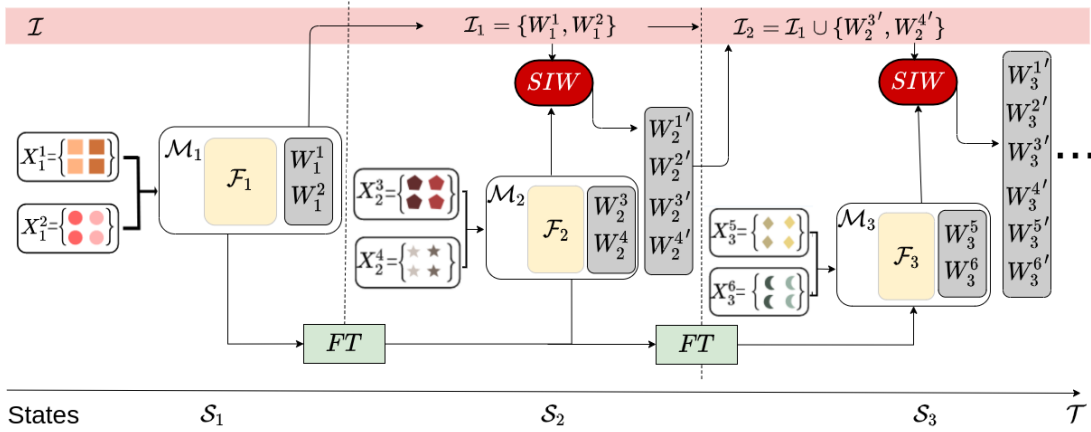 𝓘
𝓘₁ = {W₁¹, W₁²}
𝓘₂ = 𝓘₁ ∪ {W₂³′, W₂⁴′}
SIW
SIW
X₁¹={ }
X₁²={ }
𝓜₁
𝓕₁
W₁¹
W₁²
X₂³={ }
X₂⁴={ }
𝓜₂
𝓕₂
W₂³
W₂⁴
W₂¹′
W₂²′
W₂³′
W₂⁴′
X₃⁵={ }
X₃⁶={ }
𝓜₃
𝓕₃
W₃⁵
W₃⁶
W₃¹′
W₃²′
W₃³′
W₃⁴′
W₃⁵′
W₃⁶′
...
FT
FT
States
𝓢₁
𝓢₂
𝓢₃
𝓣